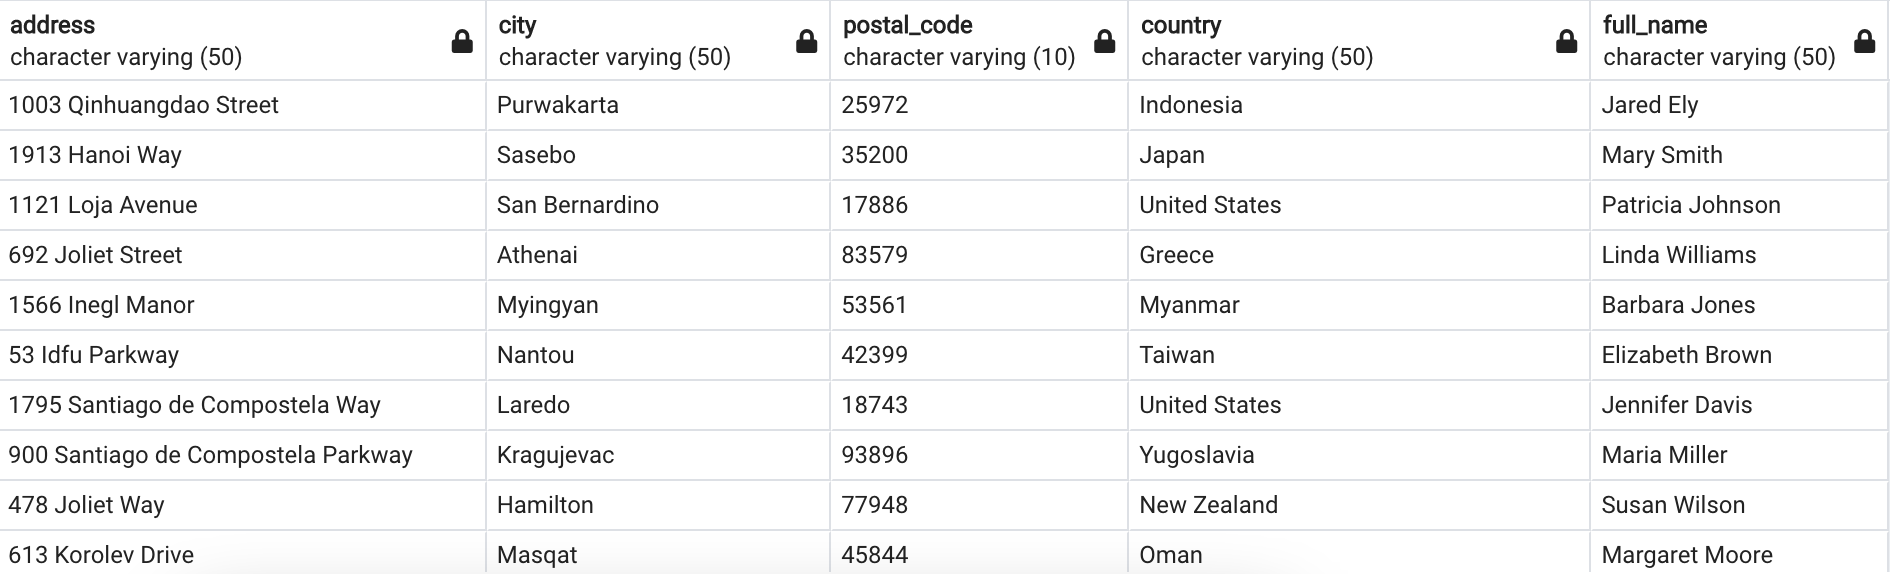 address city postal_code country full_name
character varying (50) character varying (50) character varying (10) character varying (50) character varying (50)
1003 Qinhuangdao Street Purwakarta 25972 Indonesia Jared Ely
1913 Hanoi Way Sasebo 35200 Japan Mary Smith
1121 Loja Avenue San Bernardino 17886 United States Patricia Johnson
692 Joliet Street Athenai 83579 Greece Linda Williams
1566 Inegl Manor Myingyan 53561 Myanmar Barbara Jones
53 Idfu Parkway Nantou 42399 Taiwan Elizabeth Brown
1795 Santiago de Compostela Way Laredo 18743 United States Jennifer Davis
900 Santiago de Compostela Parkway Kragujevac 93896 Yugoslavia Maria Miller
478 Joliet Way Hamilton 77948 New Zealand Susan Wilson
613 Korolev Drive Masqat 45844 Oman Margaret Moore